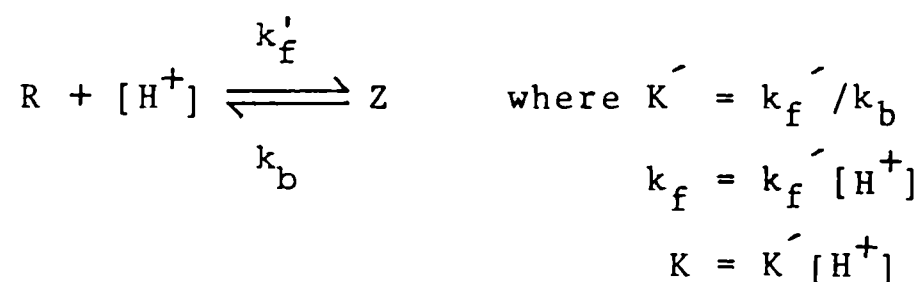 k_f'
R + [H⁺] ⇌ Z where K´ = k_f´/k_b
k_b
k_f = k_f´[H⁺]
K = K´[H⁺]